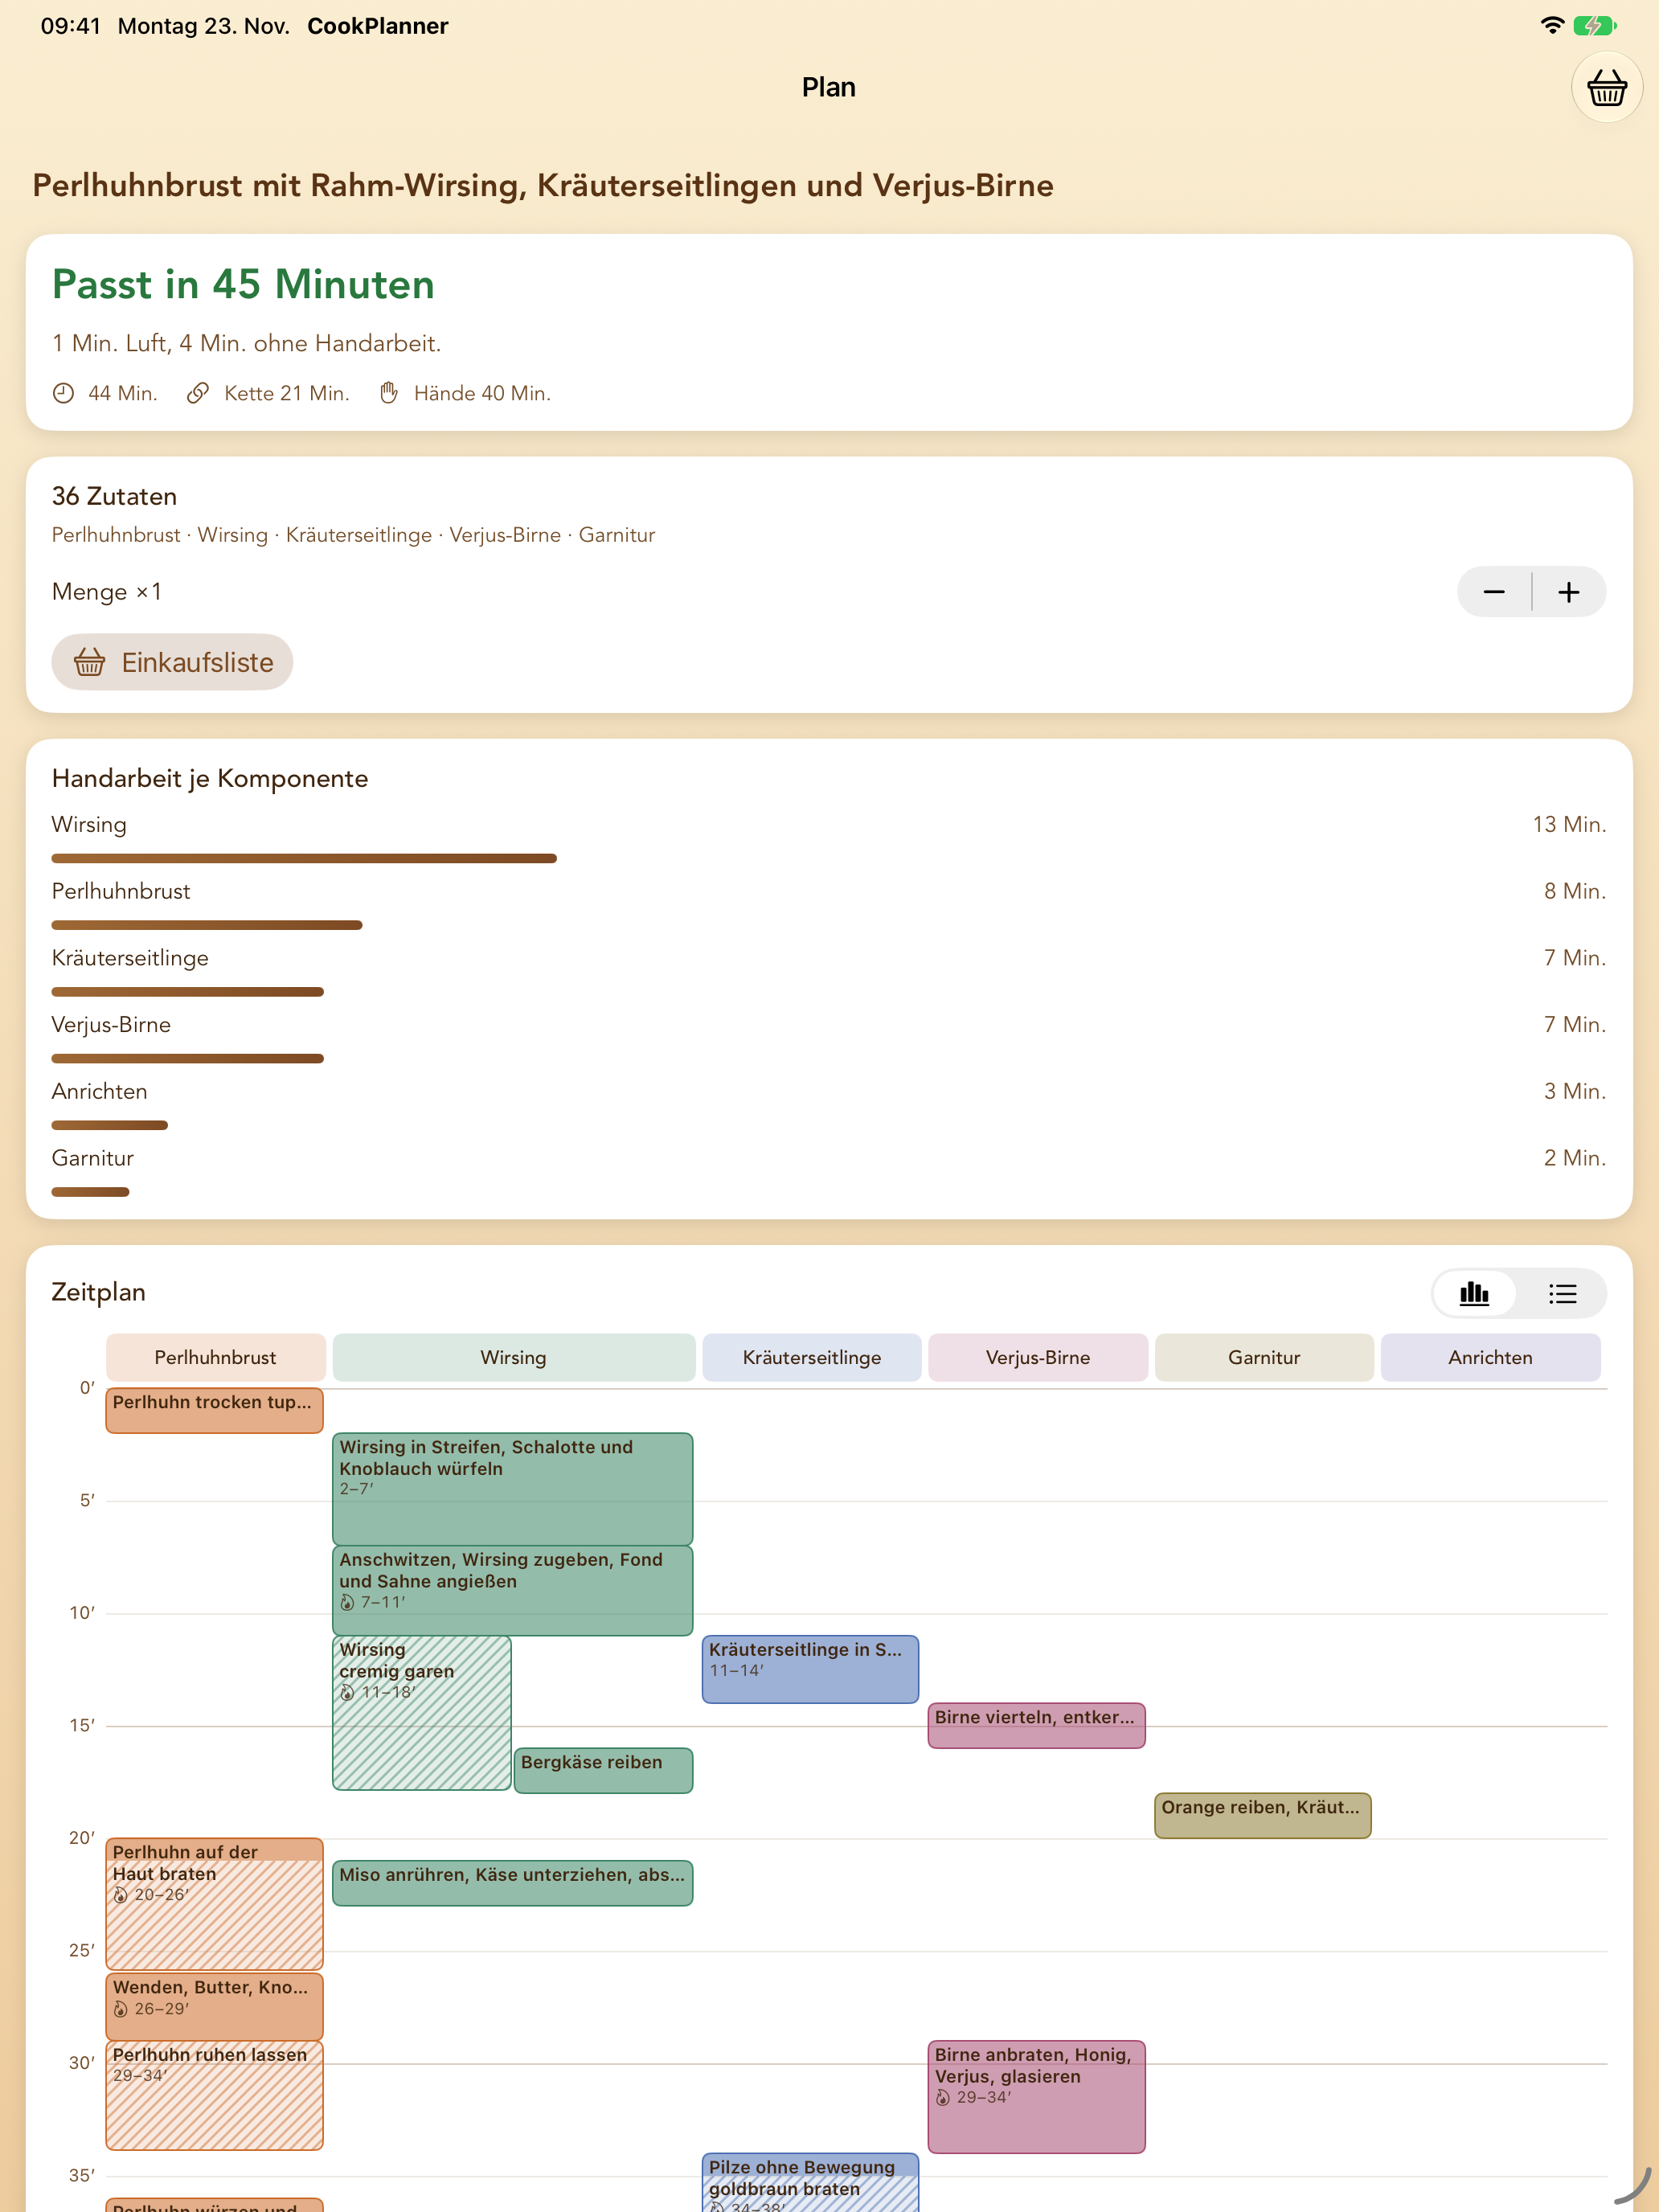 09:41 Montag 23. Nov. CookPlanner
Plan
Perlhuhnbrust mit Rahm-Wirsing, Kräuterseitlingen und Verjus-Birne
Passt in 45 Minuten
1 Min. Luft, 4 Min. ohne Handarbeit.
44 Min. Kette 21 Min. Hände 40 Min.
36 Zutaten
Perlhuhnbrust · Wirsing · Kräuterseitlinge · Verjus-Birne · Garnitur
Menge ×1
Einkaufsliste
Handarbeit je Komponente
Wirsing 13 Min.
Perlhuhnbrust 8 Min.
Kräuterseitlinge 7 Min.
Verjus-Birne 7 Min.
Anrichten 3 Min.
Garnitur 2 Min.
Zeitplan
Perlhuhnbrust Wirsing Kräuterseitlinge Verjus-Birne Garnitur Anrichten
0′
Perlhuhn trocken tup...
Wirsing in Streifen, Schalotte und
Knoblauch würfeln
2–7′
5′
Anschwitzen, Wirsing zugeben, Fond
und Sahne angießen
7–11′
10′
Wirsing
cremig garen
11–18′
Kräuterseitlinge in S...
11–14′
15′
Birne vierteln, entker...
Bergkäse reiben
Orange reiben, Kräut...
20′
Perlhuhn auf der
Haut braten
20–26′
Miso anrühren, Käse unterziehen, abs...
25′
Wenden, Butter, Kno...
26–29′
Perlhuhn ruhen lassen
29–34′
30′
Birne anbraten, Honig,
Verjus, glasieren
29–34′
35′
Pilze ohne Bewegung
goldbraun braten
34–38′
Perlhuhn würzen und